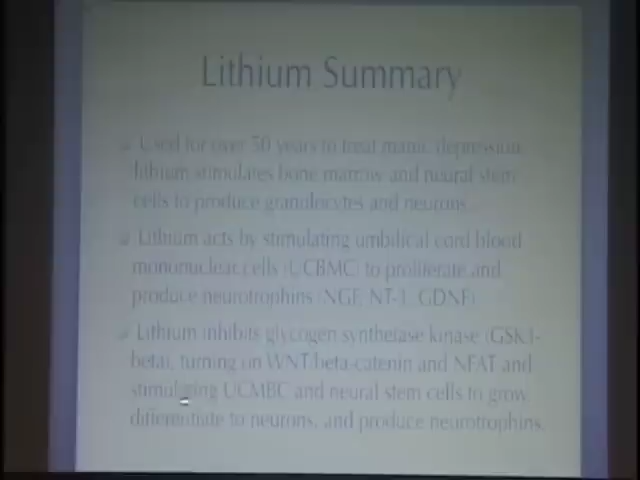 Lithium Summary
Used for over 50 years to treat manic depression
lithium stimulates bone marrow and neural stem
cells to produce granulocytes and neurons.
Lithium acts by stimulating umbilical cord blood
mononuclear cells (UCBMC) to proliferate and
produce neurotrophins (NGF, NT-3, GDNF)
Lithium inhibits glycogen synthetase kinase (GSK3-
beta), turning on WNT/beta-catenin and NFAT and
stimulating UCMBC and neural stem cells to grow
differentiate to neurons, and produce neurotrophins.